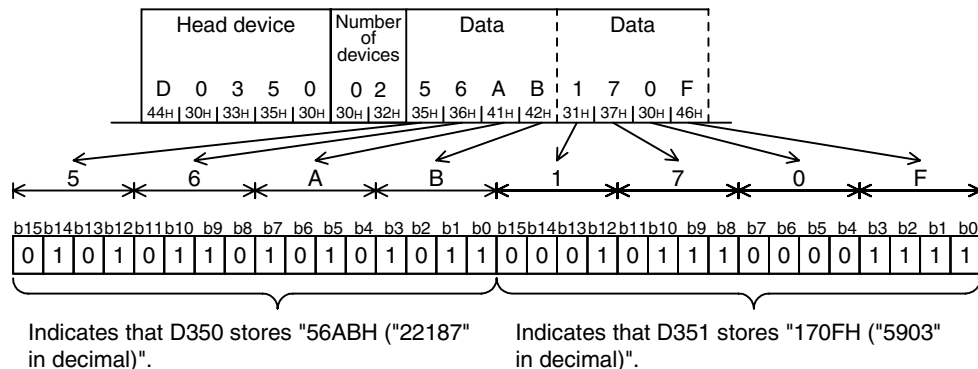 Head device Number of devices Data Data
D 0 3 5 0 0 2 5 6 A B 1 7 0 F
44H 30H 33H 35H 30H 30H 32H 35H 36H 41H 42H 31H 37H 30H 46H
5 6 A B 1 7 0 F
b15 b14 b13 b12 b11 b10 b9 b8 b7 b6 b5 b4 b3 b2 b1 b0 b15 b14 b13 b12 b11 b10 b9 b8 b7 b6 b5 b4 b3 b2 b1 b0
0 1 0 1 0 1 1 0 1 0 1 0 1 0 1 1 0 0 0 1 0 1 1 1 0 0 0 0 1 1 1 1
Indicates that D350 stores "56ABH ("22187"
in decimal)".
Indicates that D351 stores "170FH ("5903"
in decimal)".